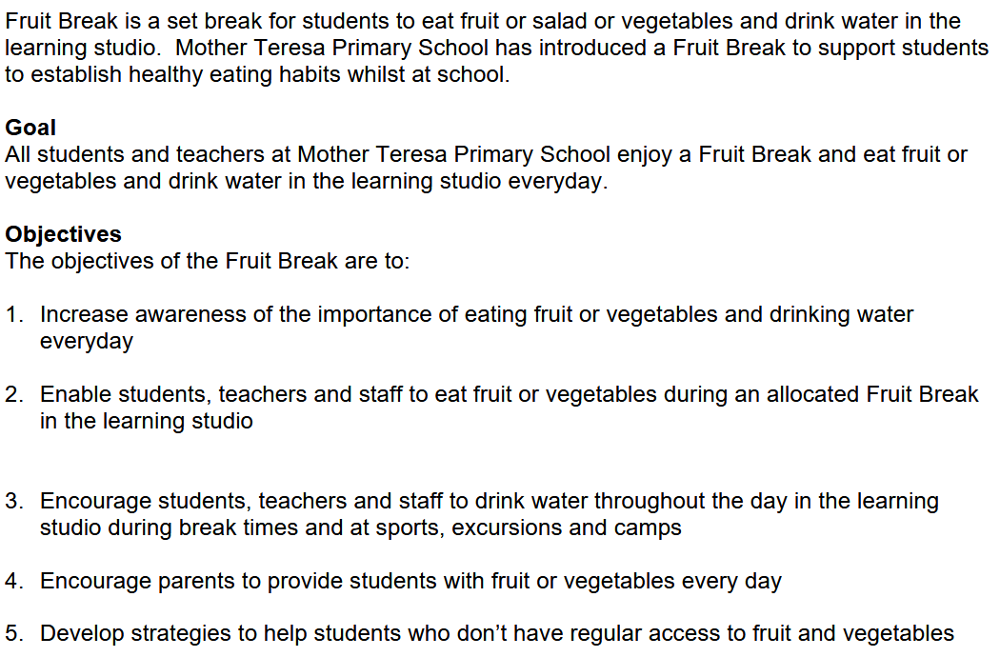 Fruit Break is a set break for students to eat fruit or salad or vegetables and drink water in the
learning studio.  Mother Teresa Primary School has introduced a Fruit Break to support students
to establish healthy eating habits whilst at school.
Goal
All students and teachers at Mother Teresa Primary School enjoy a Fruit Break and eat fruit or
vegetables and drink water in the learning studio everyday.
Objectives
The objectives of the Fruit Break are to:
1. Increase awareness of the importance of eating fruit or vegetables and drinking water
everyday
2. Enable students, teachers and staff to eat fruit or vegetables during an allocated Fruit Break
in the learning studio
3. Encourage students, teachers and staff to drink water throughout the day in the learning
studio during break times and at sports, excursions and camps
4. Encourage parents to provide students with fruit or vegetables every day
5. Develop strategies to help students who don’t have regular access to fruit and vegetables